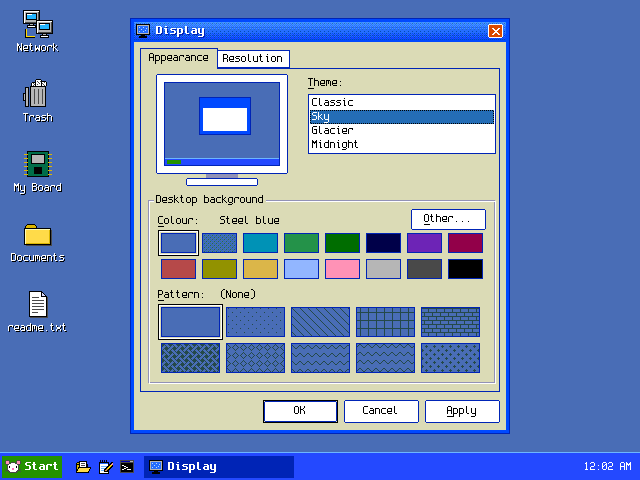 Network
Trash
My Board
Documents
readme.txt
Display
Appearance
Resolution
Theme:
Classic
Sky
Glacier
Midnight
Desktop background
Colour: Steel blue
Other...
Pattern: (None)
OK
Cancel
Apply
Start
Display
12:02 AM